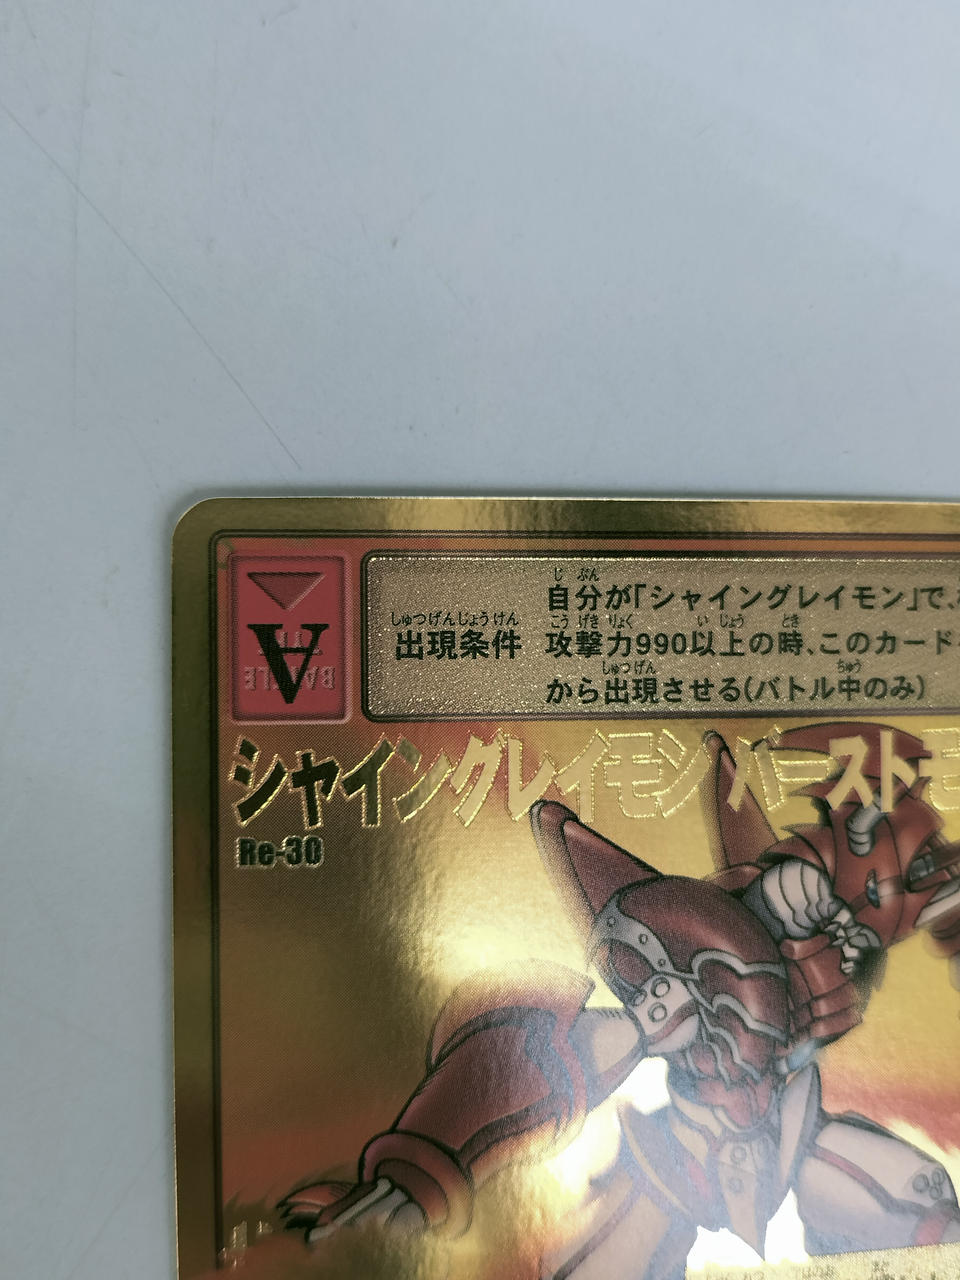 A
BATTLE
じぶん
自分が「シャイングレイモン」で、
しゅつげんじょうけん
出現条件
こうげきりょく いじょう とき
攻撃力990以上の時、このカード
しゅつげん ちゅう
から出現させる(バトル中のみ)
シャイングレイモン バーストモ
Re-30